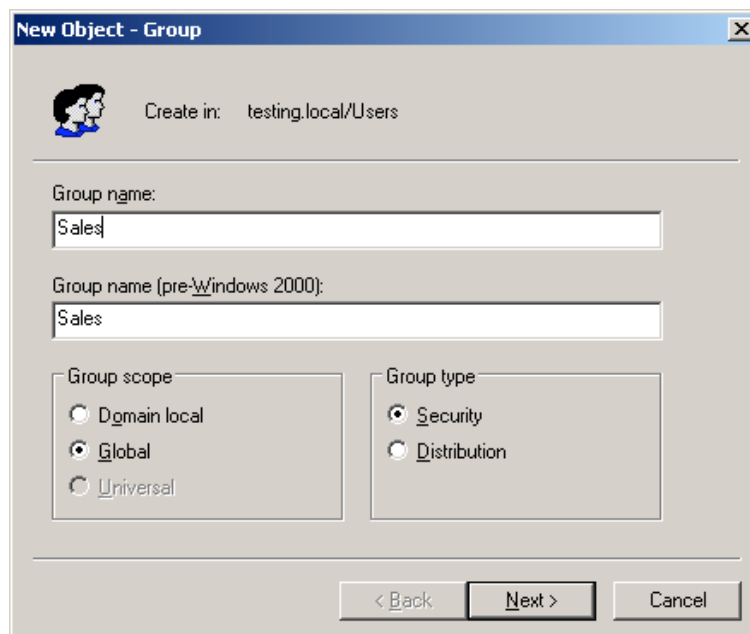 New Object - Group
Create in: testing.local/Users
Group name:
Sales
Group name (pre-Windows 2000):
Sales
Group scope
Domain local
Global
Universal
Group type
Security
Distribution
< Back Next > Cancel